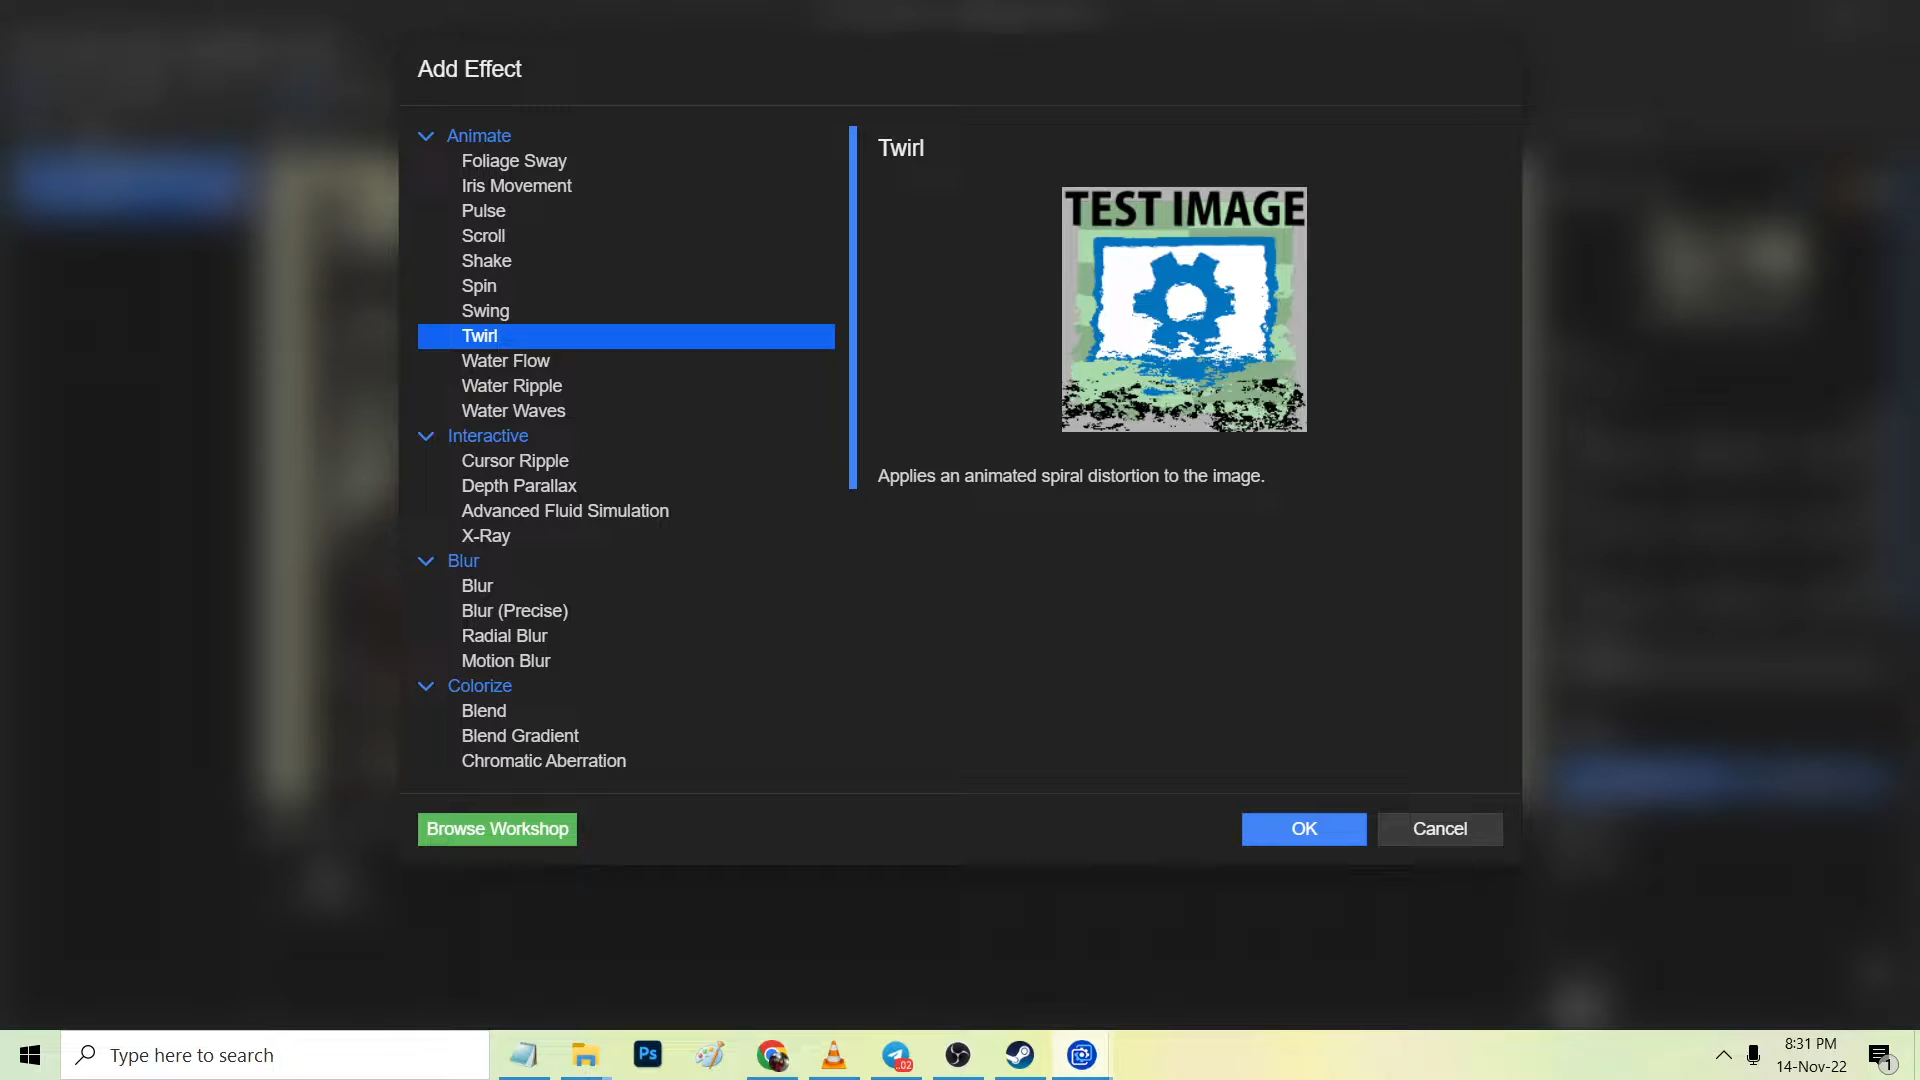 Add Effect
Animate
Foliage Sway
Iris Movement
Pulse
Scroll
Shake
Spin
Swing
Twirl
Water Flow
Water Ripple
Water Waves
Interactive
Cursor Ripple
Depth Parallax
Advanced Fluid Simulation
X-Ray
Blur
Blur
Blur (Precise)
Radial Blur
Motion Blur
Colorize
Blend
Blend Gradient
Chromatic Aberration
Twirl
TEST IMAGE
Applies an animated spiral distortion to the image.
Browse Workshop
OK
Cancel
Type here to search
Ps
..02
8:31 PM
14-Nov-22
1